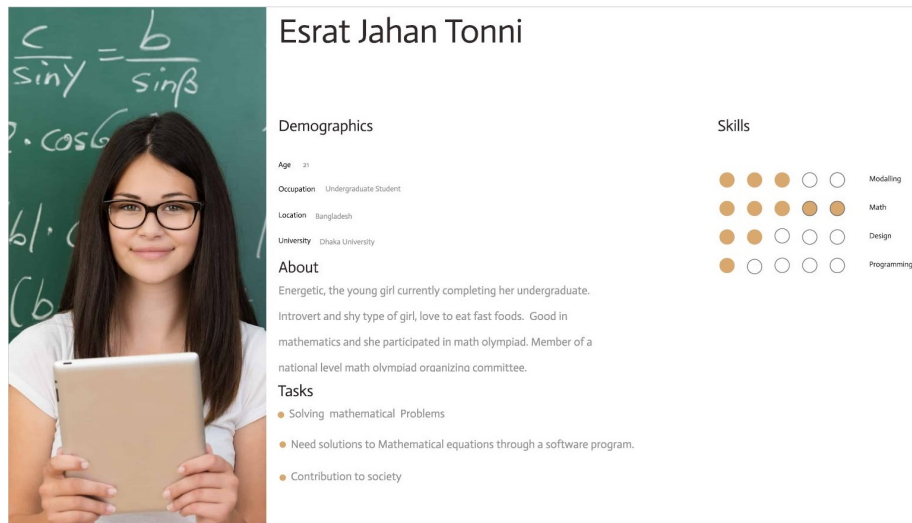 c / sinγ = b / sinβ
Esrat Jahan Tonni
Demographics
Age 21
Occupation Undergraduate Student
Location Bangladesh
University Dhaka University
About
Energetic, the young girl currently completing her undergraduate.
Introvert and shy type of girl, love to eat fast foods. Good in
mathematics and she participated in math olympiad. Member of a
national level math olympiad organizing committee.
Tasks
Solving mathematical Problems
Need solutions to Mathematical equations through a software program.
Contribution to society
Skills
Modalling
Math
Design
Programming